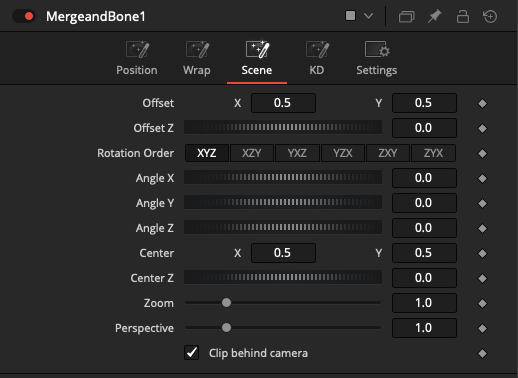 MergeandBone1
Position Wrap Scene KD Settings
Offset X 0.5 Y 0.5
Offset Z 0.0
Rotation Order XYZ XZY YXZ YZX ZXY ZYX
Angle X 0.0
Angle Y 0.0
Angle Z 0.0
Center X 0.5 Y 0.5
Center Z 0.0
Zoom 1.0
Perspective 1.0
Clip behind camera